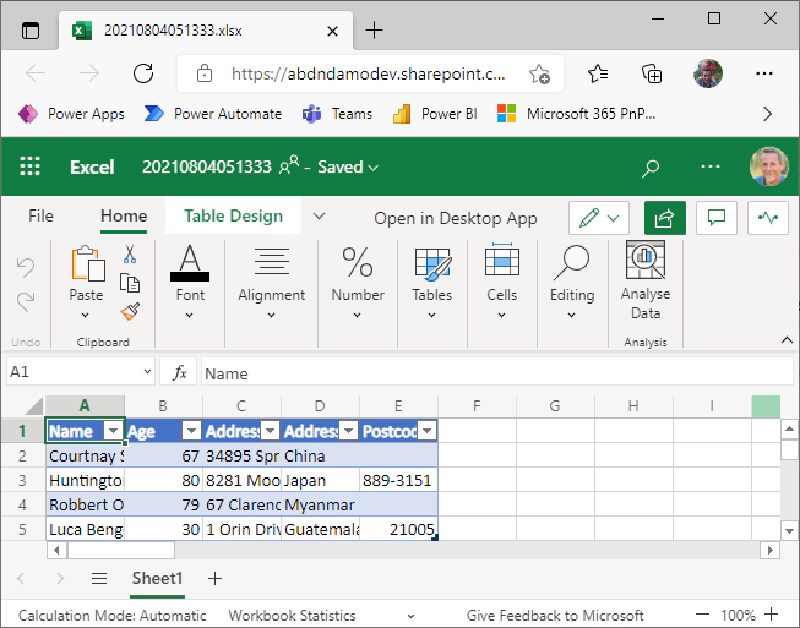 20210804051333.xlsx
https://abdndamodev.sharepoint.c...
Power Apps Power Automate Teams Power BI Microsoft 365 PnP...
Excel 20210804051333 - Saved
File Home Table Design Open in Desktop App
Paste Font Alignment Number Tables Cells Editing Analyse Data
Undo Clipboard Analysis
A1 fx Name
A B C D E F G H I
1 Name Age Address Address Postcod
2 Courtnay S 67 34895 Spr China
3 Huntingto 80 8281 Moo Japan 889-3151
4 Robbert O 79 67 Clarenc Myanmar
5 Luca Beng 30 1 Orin Driv Guatemala 21005
Sheet1
Calculation Mode: Automatic Workbook Statistics Give Feedback to Microsoft 100%